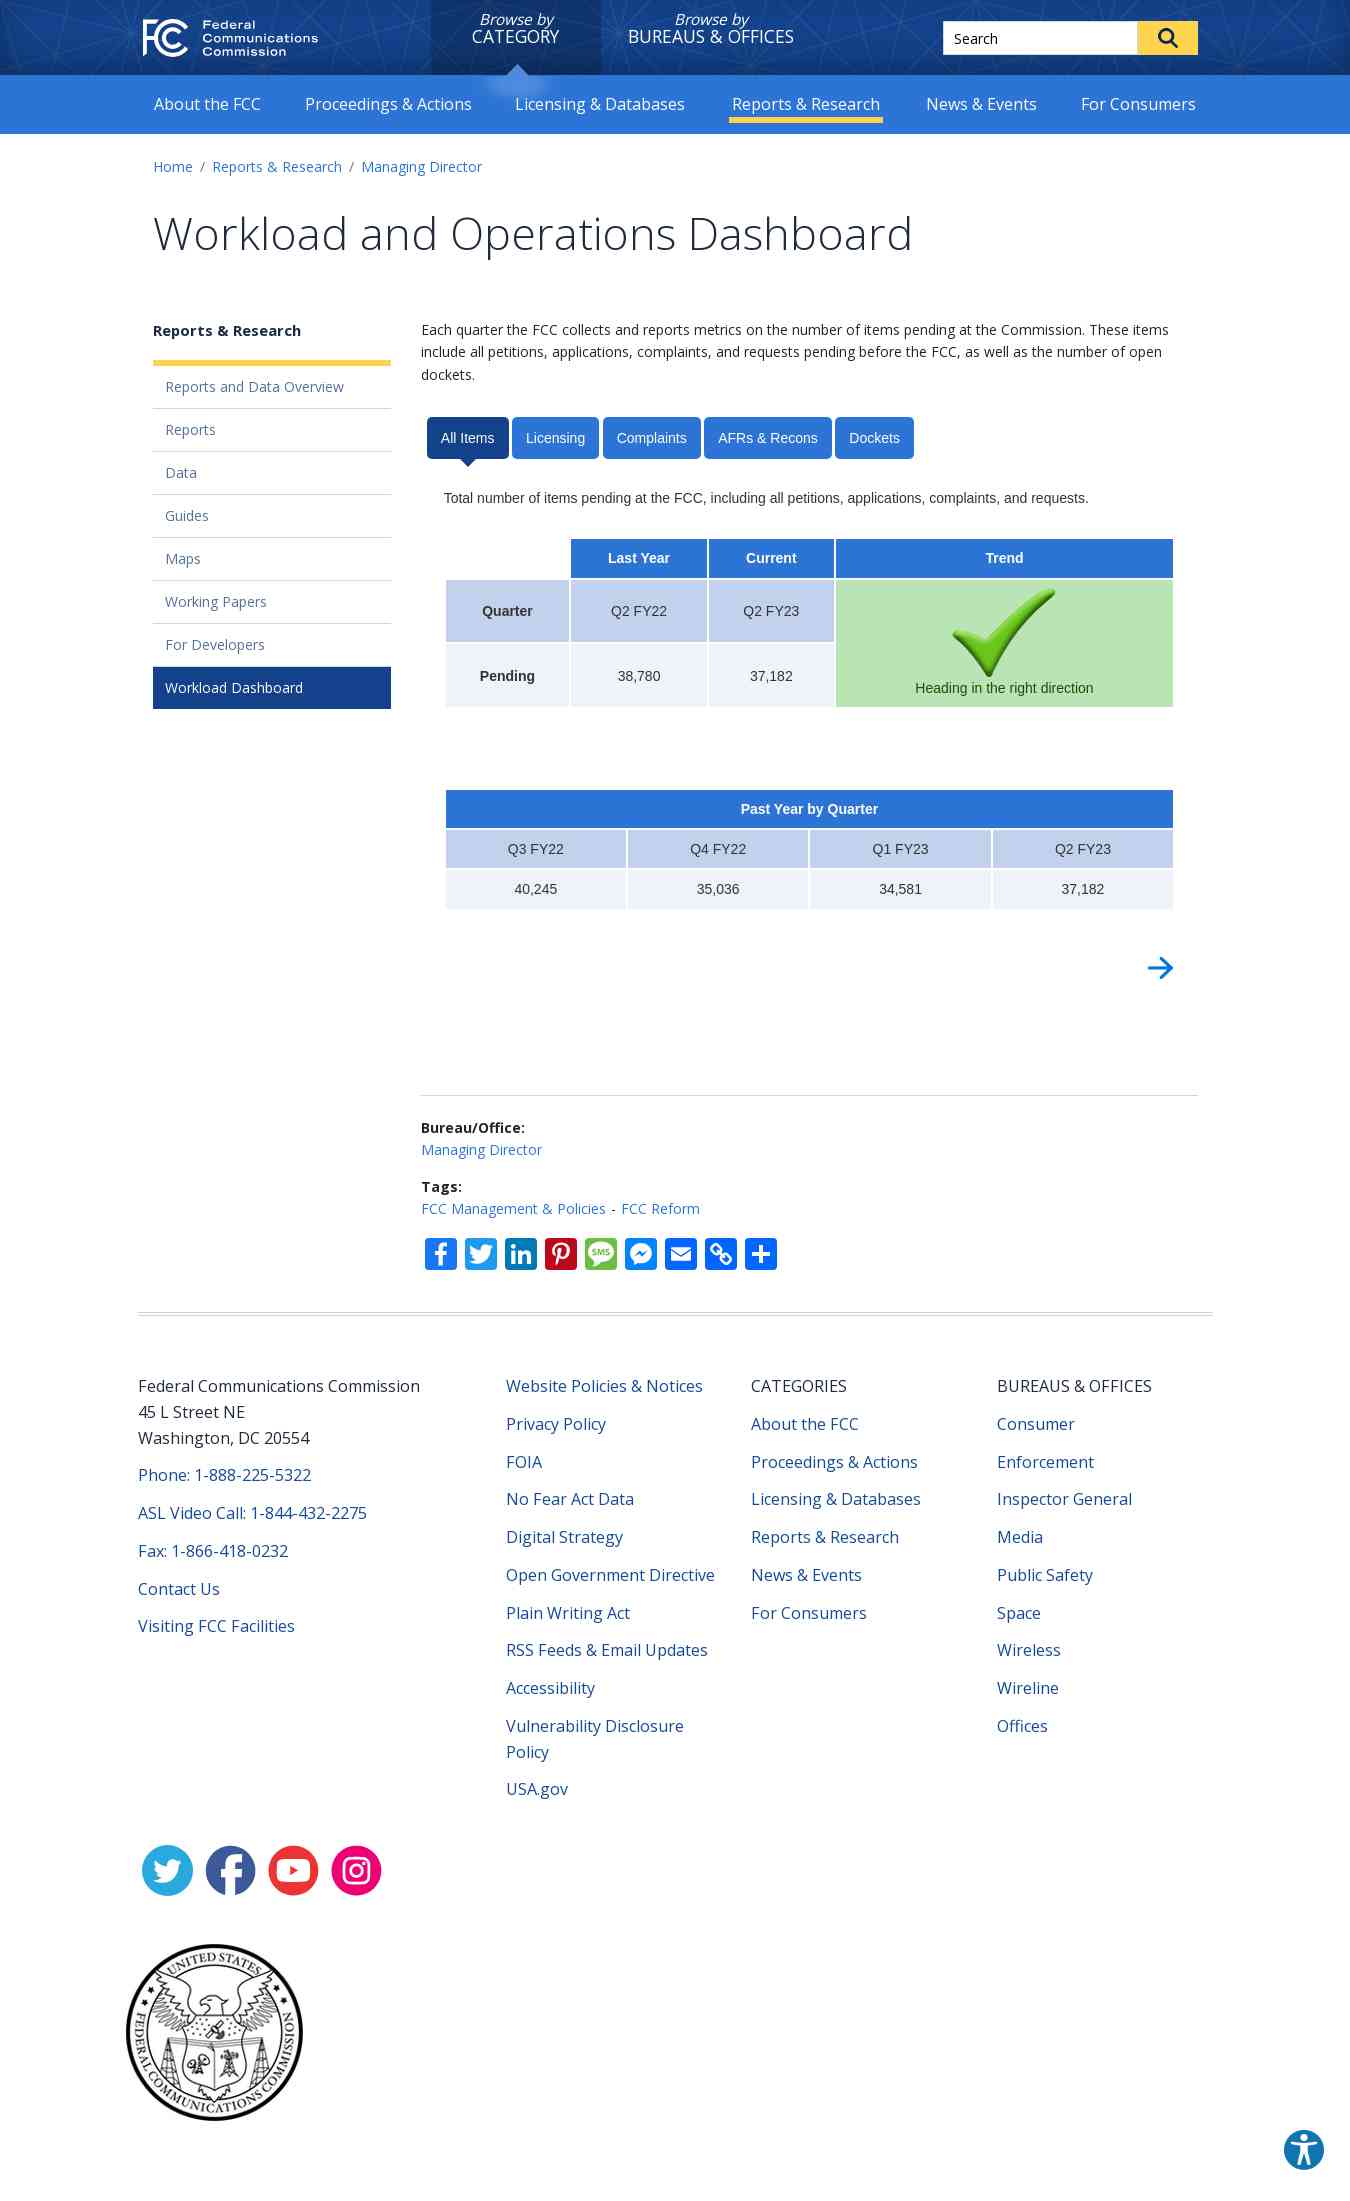 Federal
Communications
Commission
Browse by
CATEGORY
Browse by
BUREAUS & OFFICES
Search
About the FCC
Proceedings & Actions
Licensing & Databases
Reports & Research
News & Events
For Consumers
Home / Reports & Research / Managing Director
Workload and Operations Dashboard
Reports & Research
Reports and Data Overview
Reports
Data
Guides
Maps
Working Papers
For Developers
Workload Dashboard
Each quarter the FCC collects and reports metrics on the number of items pending at the Commission. These items
include all petitions, applications, complaints, and requests pending before the FCC, as well as the number of open
dockets.
All Items
Licensing
Complaints
AFRs & Recons
Dockets
Total number of items pending at the FCC, including all petitions, applications, complaints, and requests.
Last Year Current Trend
Quarter Q2 FY22 Q2 FY23
Pending 38,780 37,182
Heading in the right direction
Past Year by Quarter
Q3 FY22 Q4 FY22 Q1 FY23 Q2 FY23
40,245 35,036 34,581 37,182
Bureau/Office:
Managing Director
Tags:
FCC Management & Policies - FCC Reform
SMS
Federal Communications Commission
45 L Street NE
Washington, DC 20554
Phone: 1-888-225-5322
ASL Video Call: 1-844-432-2275
Fax: 1-866-418-0232
Contact Us
Visiting FCC Facilities
Website Policies & Notices
Privacy Policy
FOIA
No Fear Act Data
Digital Strategy
Open Government Directive
Plain Writing Act
RSS Feeds & Email Updates
Accessibility
Vulnerability Disclosure
Policy
USA.gov
CATEGORIES
About the FCC
Proceedings & Actions
Licensing & Databases
Reports & Research
News & Events
For Consumers
BUREAUS & OFFICES
Consumer
Enforcement
Inspector General
Media
Public Safety
Space
Wireless
Wireline
Offices
UNITED STATES
FEDERAL COMMUNICATIONS COMMISSION